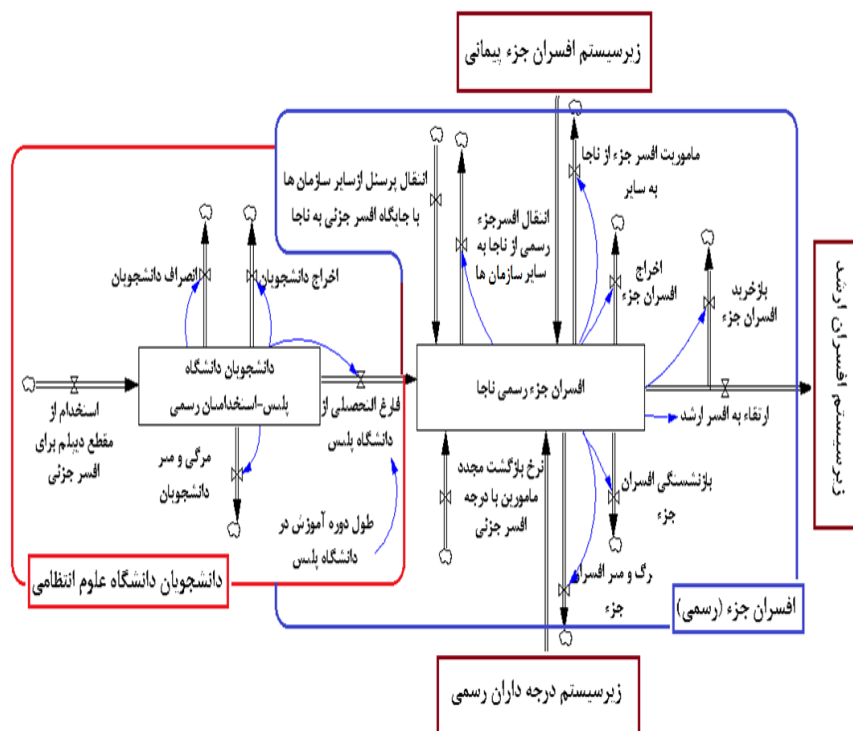 زیرسیستم افسران جزء پیمانی
ماموریت افسر جزء از ناجا
به سایر
انتقال پرسنل ازسایر سازمان ها
با جایگاه افسر جزئی به ناجا
انتقال افسرجزء
رسمی از ناجا به
سایر سازمان ها
اخراج
افسران جزء
بازخرید
افسران جزء
زیرسیستم افسران ارشد
اخراج دانشجویان
انصراف دانشجویان
دانشجویان دانشگاه
پلیس-استخدامیان رسمی
افسران جزء رسمی ناجا
ارتقاء به افسر ارشد
استخدام از
مقطع دیپلم برای
افسر جزئی
فارغ التحصیلی از
دانشگاه پلیس
مرگی و میر
دانشجویان
طول دوره آموزش در
دانشگاه پلیس
نرخ بازگشت مجدد
مامورین با درجه
افسر جزئی
بازنشستگی افسران
جزء
رگ و میر افسرار
جزء
دانشجویان دانشگاه علوم انتظامی
افسران جزء (رسمی)
زیرسیستم درجه داران رسمی